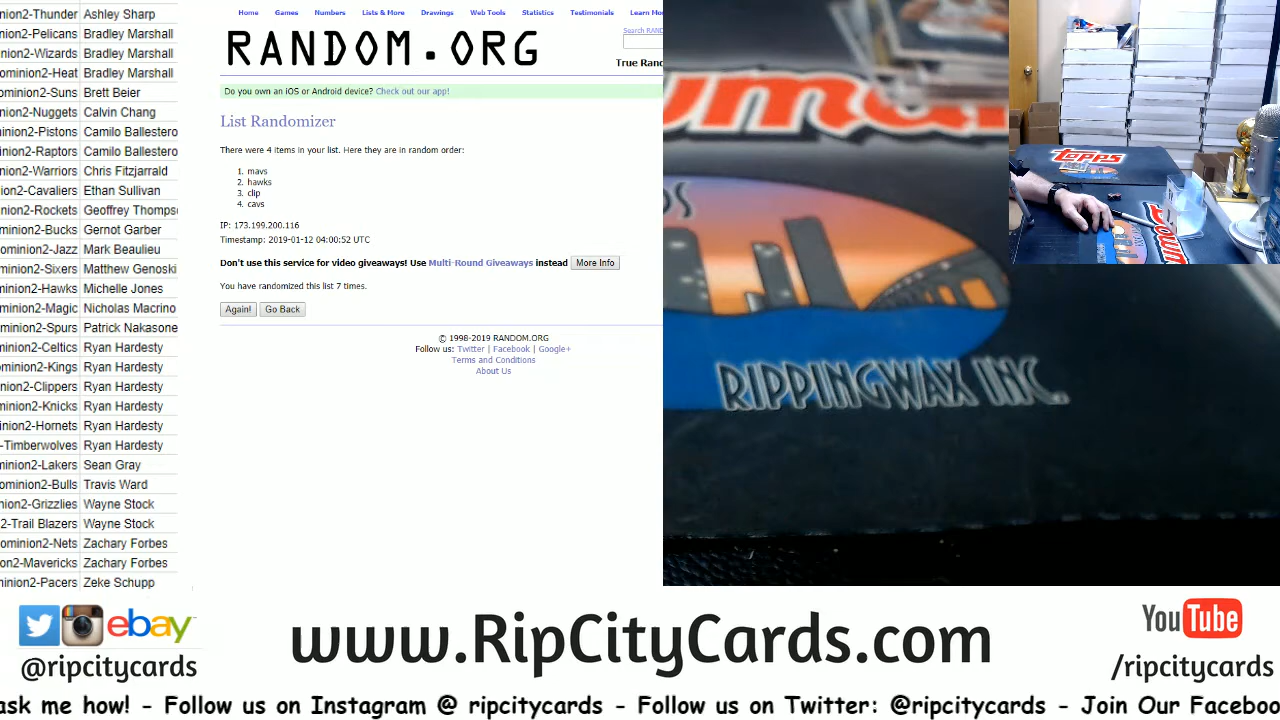 minion2-Thunder Ashley Sharp
nion2-Pelicans Bradley Marshall
nion2-Wizards Bradley Marshall
ominion2-Heat Bradley Marshall
ominion2-Suns Brett Beier
nion2-Nuggets Calvin Chang
minion2-Pistons Camilo Ballestero
inion2-Raptors Camilo Ballestero
nion2-Warriors Chris Fitzjarrald
ion2-Cavaliers Ethan Sullivan
nion2-Rockets Geoffrey Thomps
minion2-Bucks Gernot Garber
ominion2-Jazz Mark Beaulieu
minion2-Sixers Matthew Genoski
minion2-Hawks Michelle Jones
minion2-Magic Nicholas Macrino
minion2-Spurs Patrick Nakasone
minion2-Celtics Ryan Hardesty
minion2-Kings Ryan Hardesty
nion2-Clippers Ryan Hardesty
inion2-Knicks Ryan Hardesty
inion2-Hornets Ryan Hardesty
-Timberwolves Ryan Hardesty
minion2-Lakers Sean Gray
ominion2-Bulls Travis Ward
nion2-Grizzlies Wayne Stock
2-Trail Blazers Wayne Stock
ominion2-Nets Zachary Forbes
on2-Mavericks Zachary Forbes
minion2-Pacers Zeke Schupp
Home Games Numbers Lists & More Drawings Web Tools Statistics Testimonials Learn Mo
RANDOM.ORG
Search RAND
True Ran
Do you own an iOS or Android device? Check out our app!
List Randomizer
There were 4 items in your list. Here they are in random order:
1. mavs
2. hawks
3. clip
4. cavs
IP: 173.199.200.116
Timestamp: 2019-01-12 04:00:52 UTC
Don't use this service for video giveaways! Use Multi-Round Giveaways instead More Info
You have randomized this list 7 times.
Again! Go Back
© 1998-2019 RANDOM.ORG
Follow us: Twitter | Facebook | Google+
Terms and Conditions
About Us
RIPPINGWAX INC.
topps
ebay
@ripcitycards
www.RipCityCards.com
YouTube
/ripcitycards
ask me how! - Follow us on Instagram @ ripcitycards - Follow us on Twitter: @ripcitycards - Join Our Faceboo